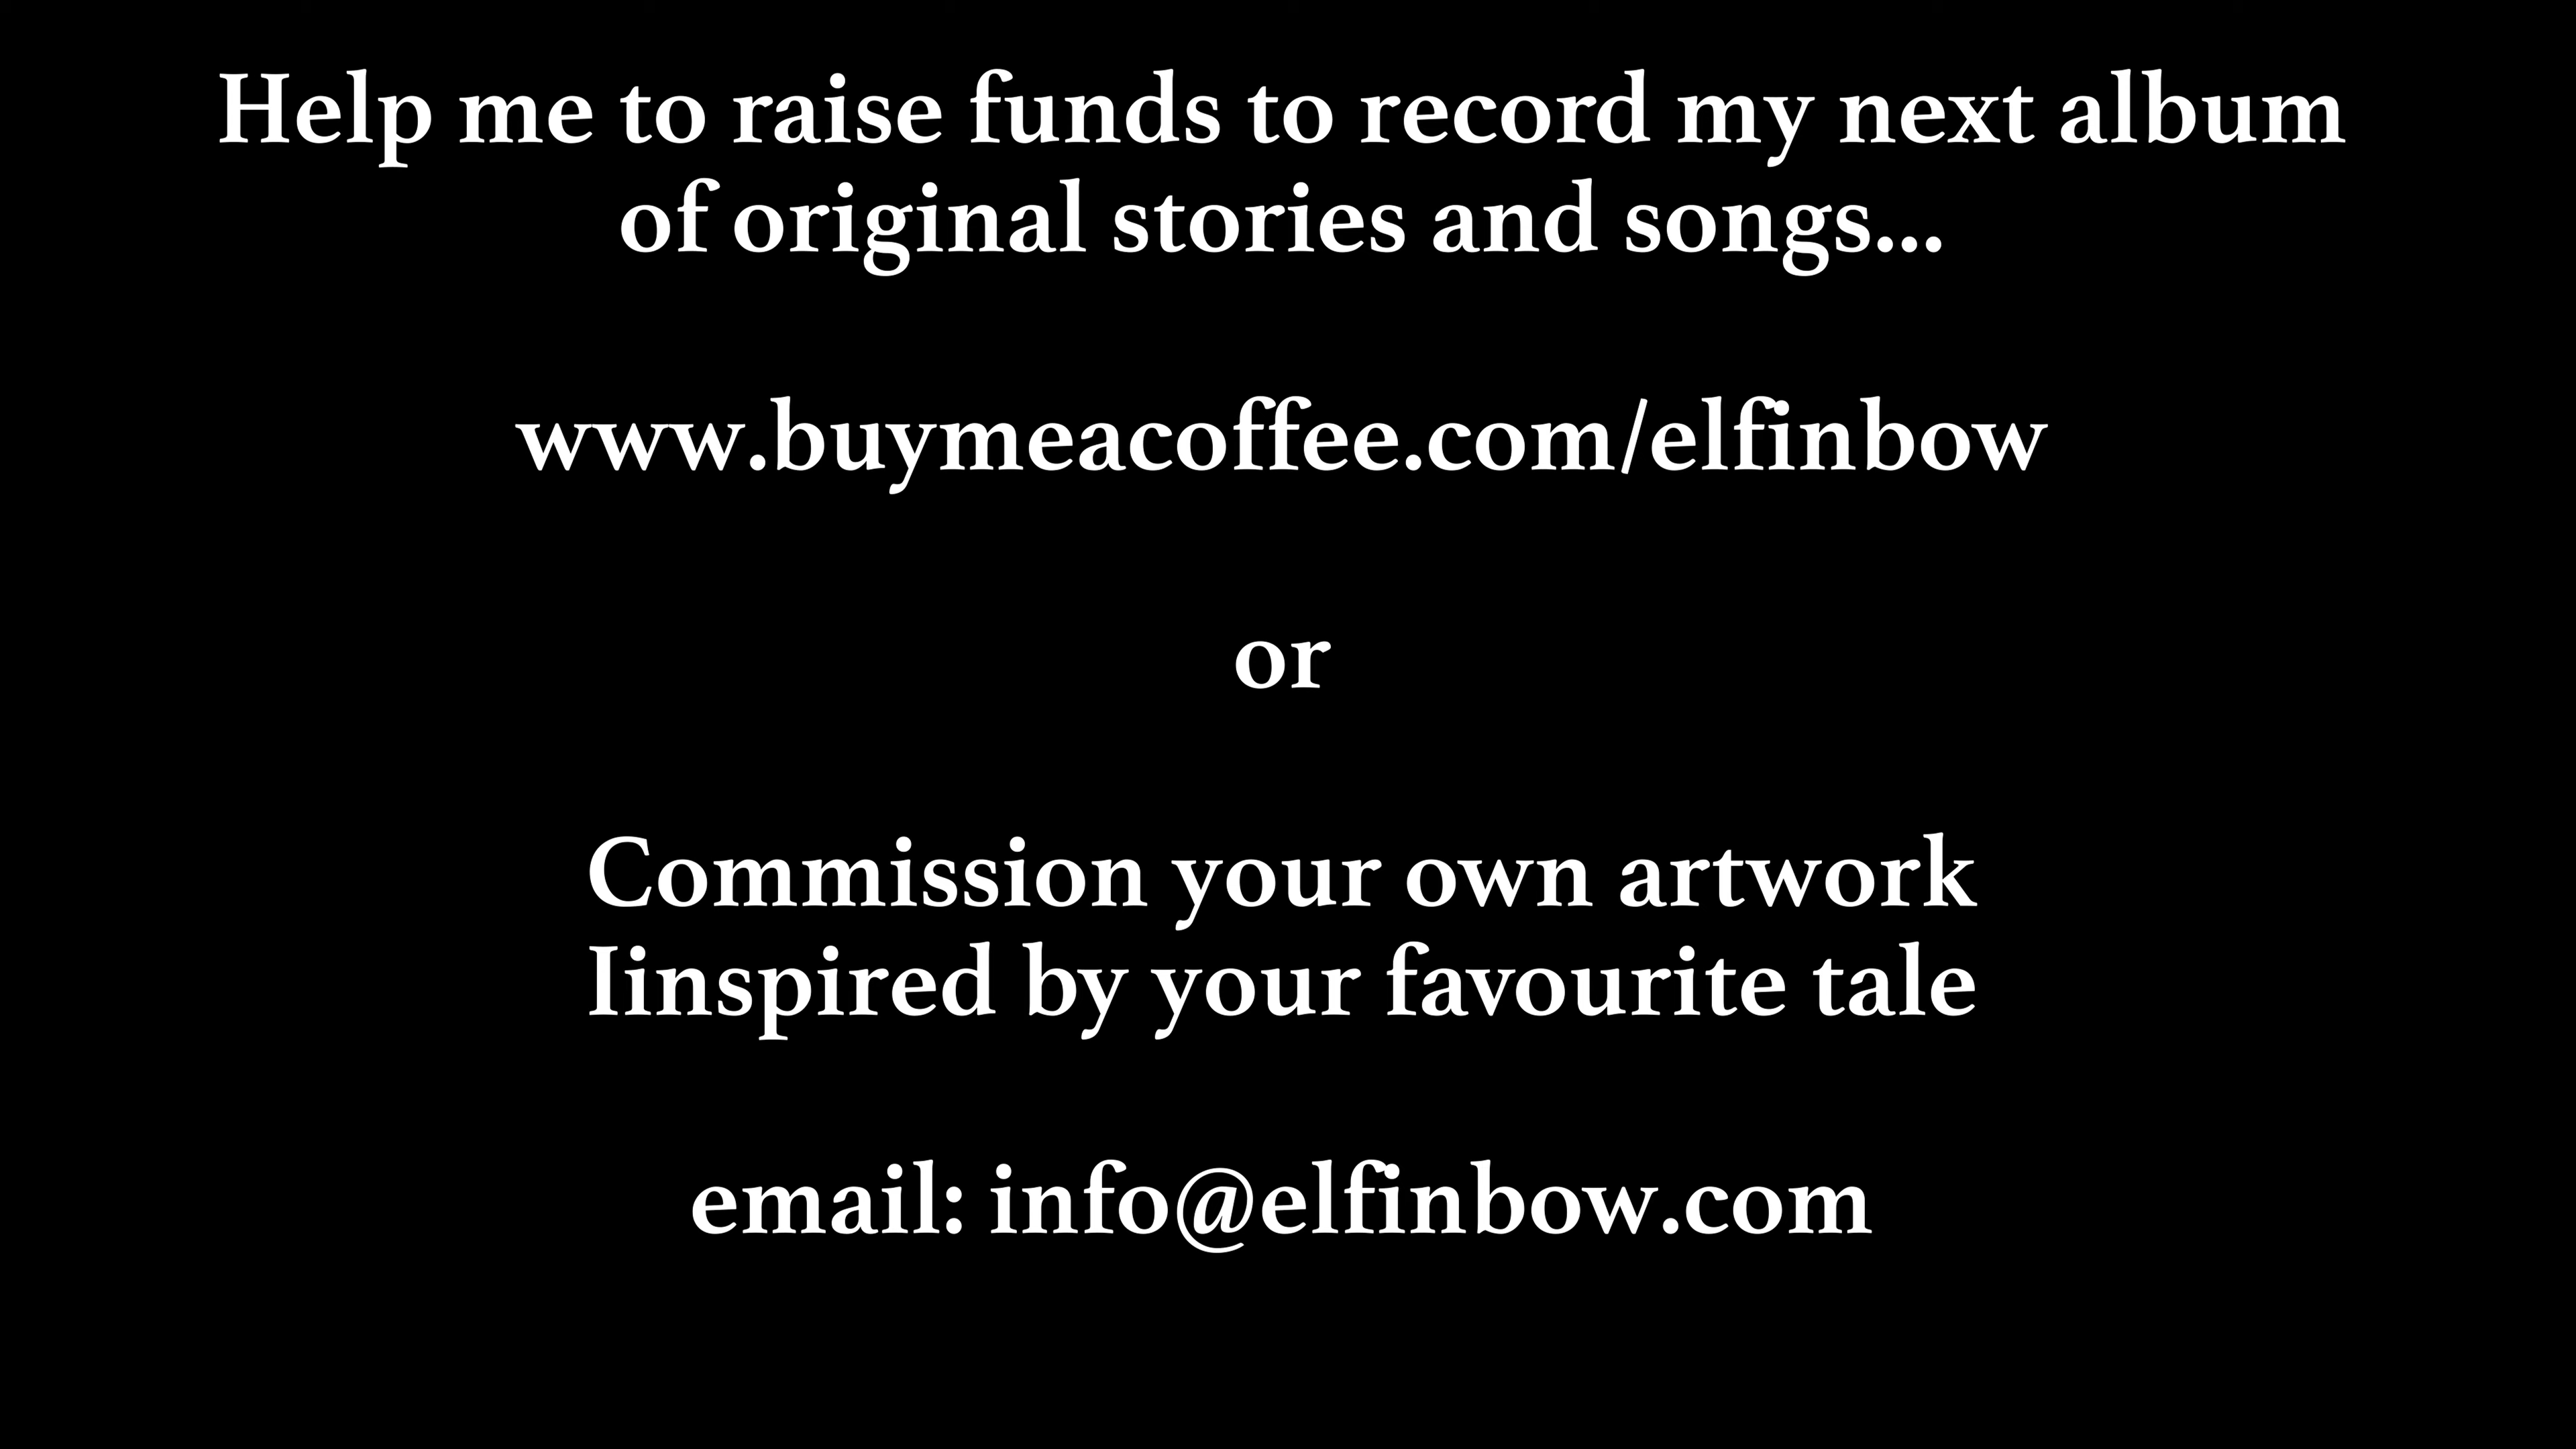 Help me to raise funds to record my next album
of original stories and songs...
www.buymeacoffee.com/elfinbow
or
Commission your own artwork
Iinspired by your favourite tale
email: info@elfinbow.com